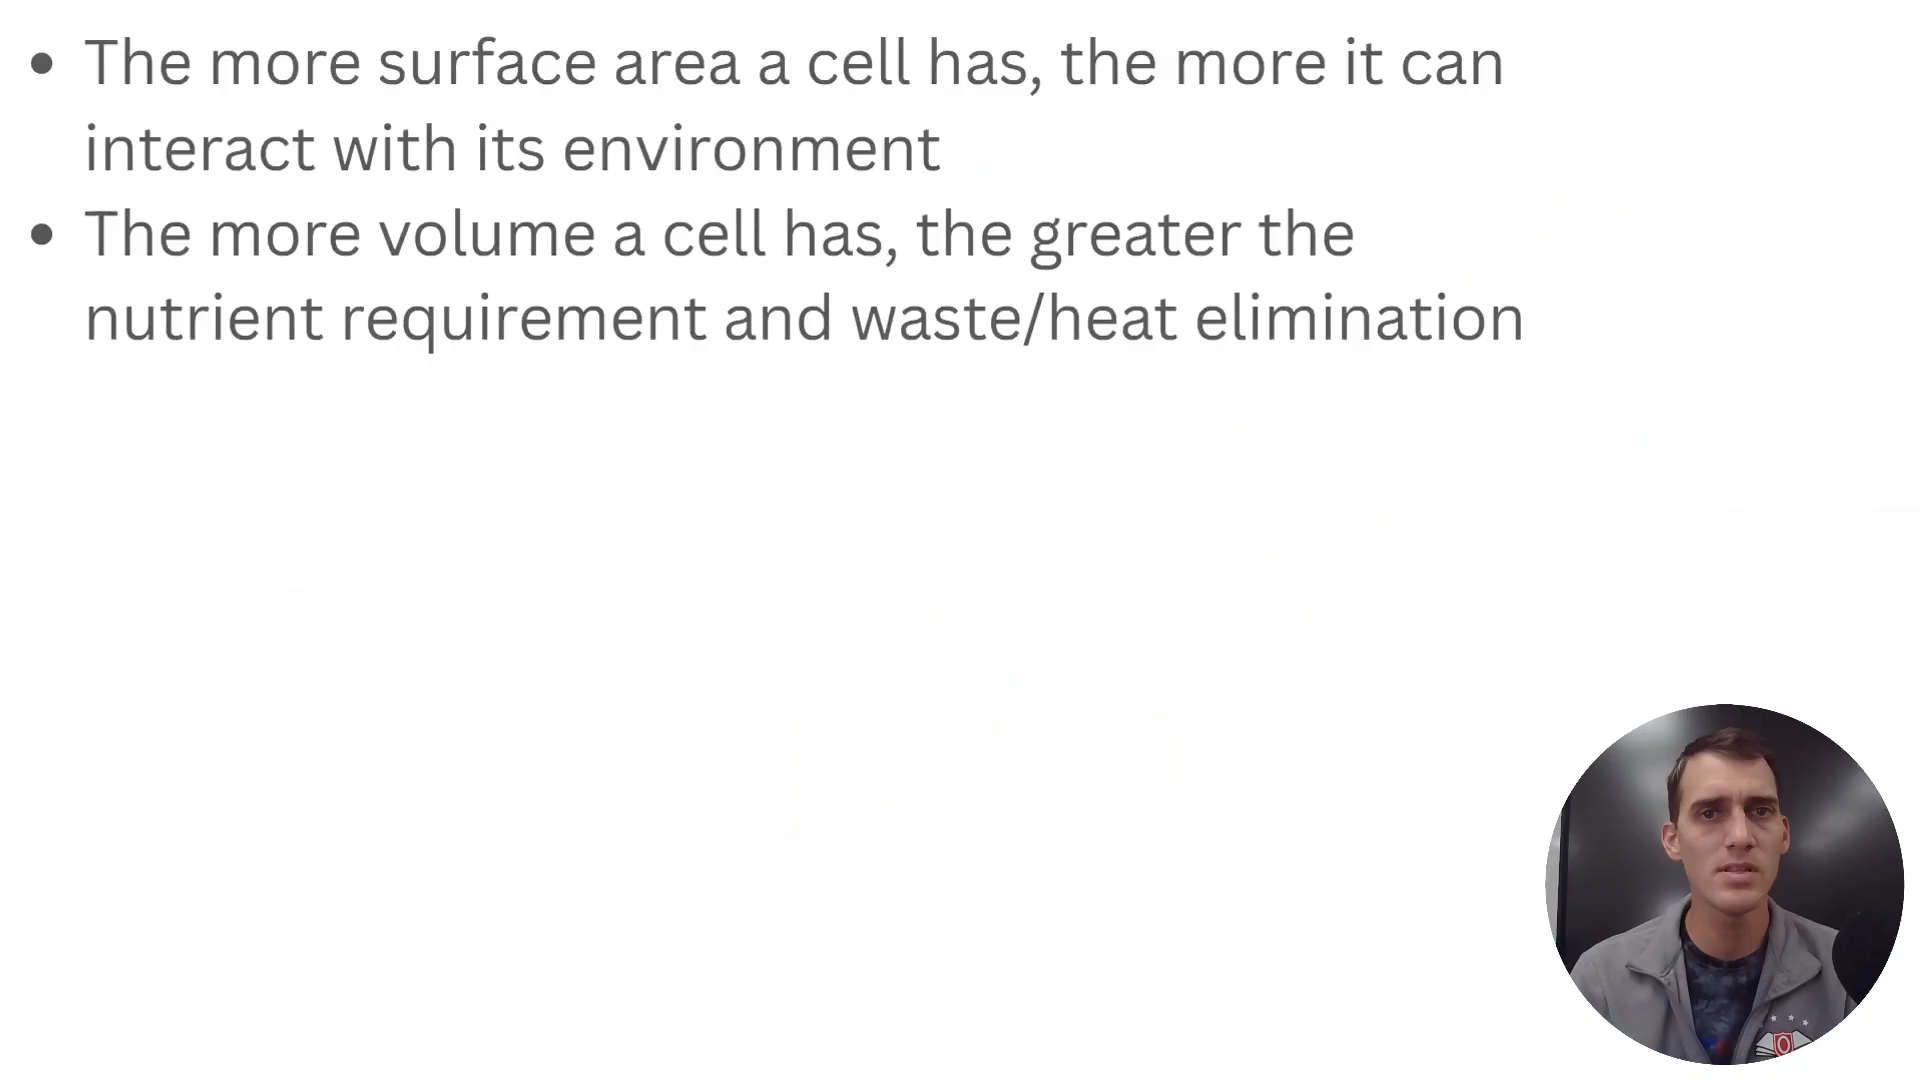 • The more surface area a cell has, the more it can
interact with its environment
• The more volume a cell has, the greater the
nutrient requirement and waste/heat elimination